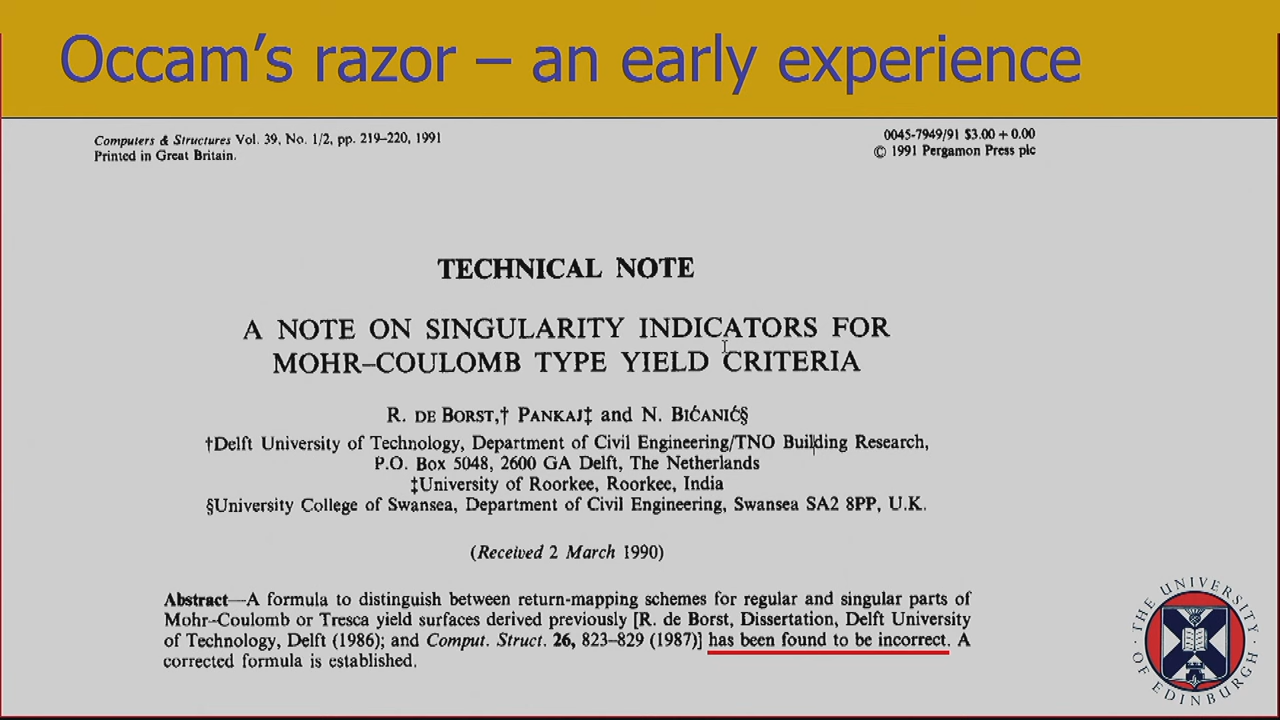 Occam's razor – an early experience
Computers & Structures Vol. 39, No. 1/2, pp. 219–220, 1991
Printed in Great Britain.
0045-7949/91 $3.00 + 0.00
© 1991 Pergamon Press plc
TECHNICAL NOTE
A NOTE ON SINGULARITY INDICATORS FOR
MOHR–COULOMB TYPE YIELD CRITERIA
R. DE BORST,† PANKAJ‡ and N. BIĆANIĆ§
†Delft University of Technology, Department of Civil Engineering/TNO Building Research,
P.O. Box 5048, 2600 GA Delft, The Netherlands
‡University of Roorkee, Roorkee, India
§University College of Swansea, Department of Civil Engineering, Swansea SA2 8PP, U.K.
(Received 2 March 1990)
Abstract—A formula to distinguish between return-mapping schemes for regular and singular parts of
Mohr–Coulomb or Tresca yield surfaces derived previously [R. de Borst, Dissertation, Delft University
of Technology, Delft (1986); and Comput. Struct. 26, 823–829 (1987)] has been found to be incorrect. A
corrected formula is established.
THE UNIVERSITY OF EDINBURGH